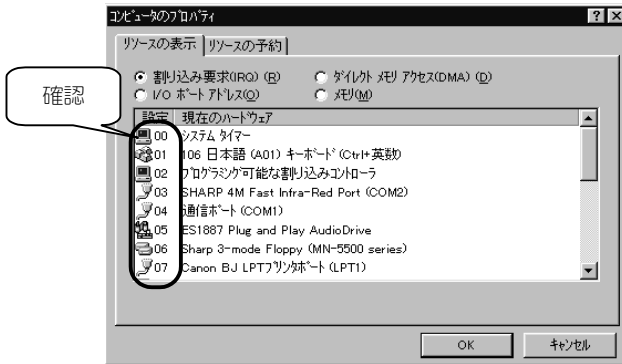 コンピュータのプロパティ
リソースの表示 リソースの予約
割り込み要求(IRQ) (R) ダイレクト メモリ アクセス(DMA) (D)
I/O ポート アドレス(O) メモリ(M)
確認
設定 現在のハードウェア
00 システム タイマー
01 106 日本語 (A01) キーボード (Ctrl+英数)
02 プログラミング可能な割り込みコントローラ
03 SHARP 4M Fast Infra-Red Port (COM2)
04 通信ポート (COM1)
05 ES1887 Plug and Play AudioDrive
06 Sharp 3-mode Floppy (MN-5500 series)
07 Canon BJ LPTプリンタポート (LPT1)
OK キャンセル